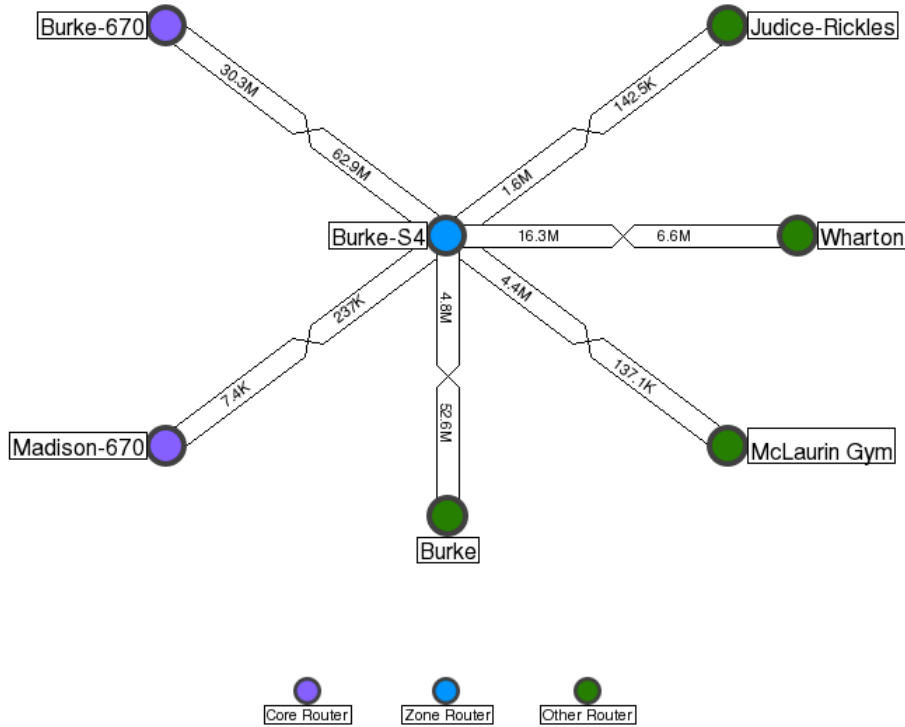 Burke-670
Judice-Rickles
30.3M
142.5K
62.9M
1.6M
Burke-S4
16.3M
6.6M
Wharton
237K
4.8M
4.4M
7.4K
52.6M
137.1K
Madison-670
McLaurin Gym
Burke
Core Router
Zone Router
Other Router